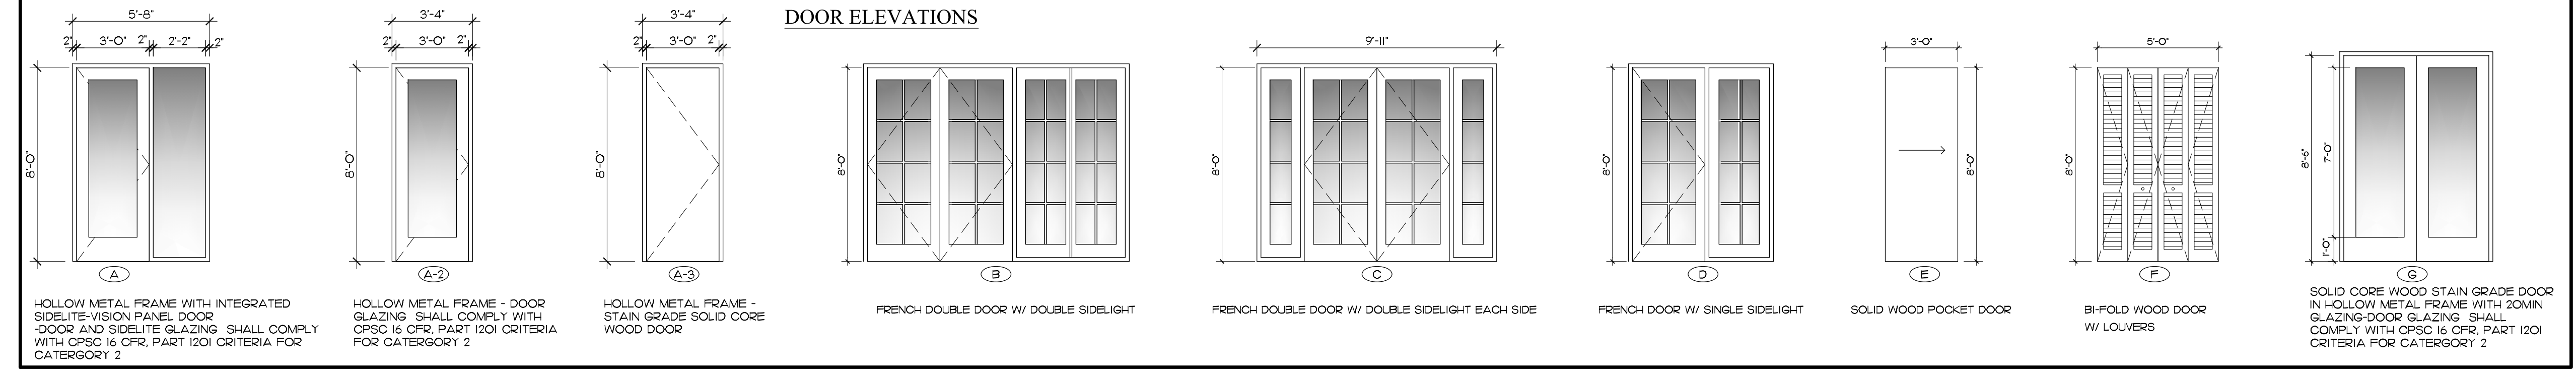 DOOR ELEVATIONS
5'-8"
2" 3'-0" 2" 2'-2" 2"
8'-0"
A
HOLLOW METAL FRAME WITH INTEGRATED
SIDELITE-VISION PANEL DOOR
-DOOR AND SIDELITE GLAZING SHALL COMPLY
WITH CPSC 16 CFR, PART 1201 CRITERIA FOR
CATERGORY 2
3'-4"
2" 3'-0" 2"
8'-0"
A-2
HOLLOW METAL FRAME - DOOR
GLAZING SHALL COMPLY WITH
CPSC 16 CFR, PART 1201 CRITERIA
FOR CATERGORY 2
3'-4"
2" 3'-0" 2"
8'-0"
A-3
HOLLOW METAL FRAME -
STAIN GRADE SOLID CORE
WOOD DOOR
8'-0"
B
FRENCH DOUBLE DOOR W/ DOUBLE SIDELIGHT
9'-11"
8'-0"
C
FRENCH DOUBLE DOOR W/ DOUBLE SIDELIGHT EACH SIDE
8'-0"
D
FRENCH DOOR W/ SINGLE SIDELIGHT
3'-0"
8'-0"
E
SOLID WOOD POCKET DOOR
5'-0"
8'-0"
F
BI-FOLD WOOD DOOR
W/ LOUVERS
8'-6"
7'-0"
1'-0"
G
SOLID CORE WOOD STAIN GRADE DOOR
IN HOLLOW METAL FRAME WITH 20MIN
GLAZING-DOOR GLAZING SHALL
COMPLY WITH CPSC 16 CFR, PART 1201
CRITERIA FOR CATERGORY 2